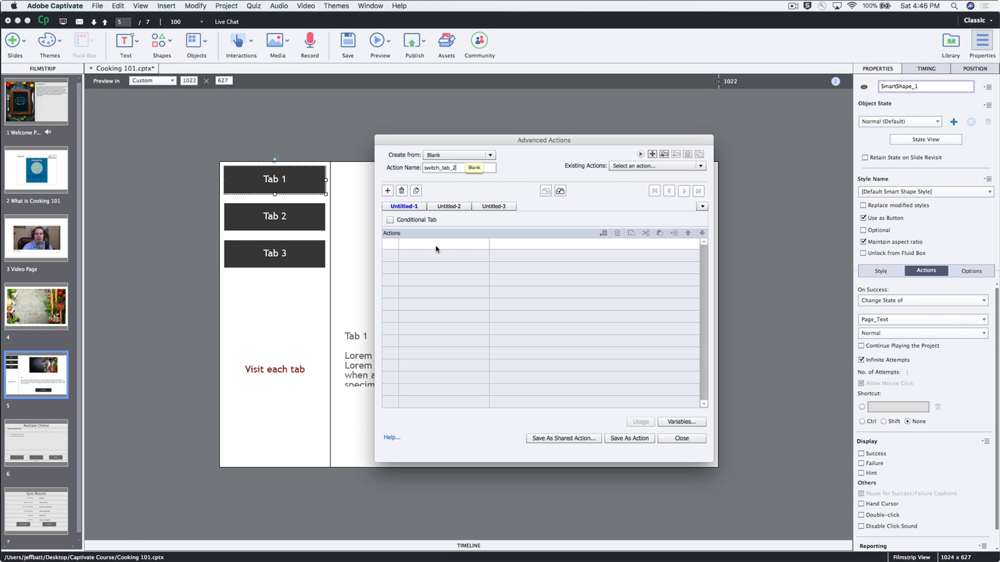 Adobe Captivate File Edit View Insert Modify Project Quiz Audio Video Themes Window Help 100% Sat 4:46 PM
Cp 5 / 7 100 Live Chat Classic
Slides Themes Fluid Box Text Shapes Objects Interactions Media Record Save Preview Publish Assets Community Library Properties
FILMSTRIP × Cooking 101.cptx* PROPERTIES TIMING POSITION
Preview in Custom 1022 × 627 1022
SmartShape_1
Object State
Normal (Default)
State View
Retain State on Slide Revisit
Style Name
[Default Smart Shape Style]
Replace modified styles
Use as Button
Optional
Maintain aspect ratio
Unlock from Fluid Box
Style Actions Options
On Success:
Change State of
Page_Text
Normal
Continue Playing the Project
Infinite Attempts
No. of Attempts: 1
Allow Mouse Click
Shortcut:
Ctrl Shift None
Display
Success
Failure
Hint
Others
Pause for Success/Failure Captions
Hand Cursor
Double-click
Disable Click Sound
Reporting
1 Welcome P...
2 What is Cooking 101
3 Video Page
4
5
Multiple Choice
6
Quiz Results
7
Tab 1
Tab 2
Tab 3
Visit each tab
Tab 1
Lorem
Lorem
when a
specim
Advanced Actions
Create from: Blank
Action Name: switch_tab_2 Blank
Existing Actions: Select an action...
Untitled-1 Untitled-2 Untitled-3
Conditional Tab
Actions
Usage Variables...
Help... Save As Shared Action... Save As Action Close
TIMELINE
/Users/jeffbatt/Desktop/Captivate Course/Cooking 101.cptx Filmstrip View 1024 x 627